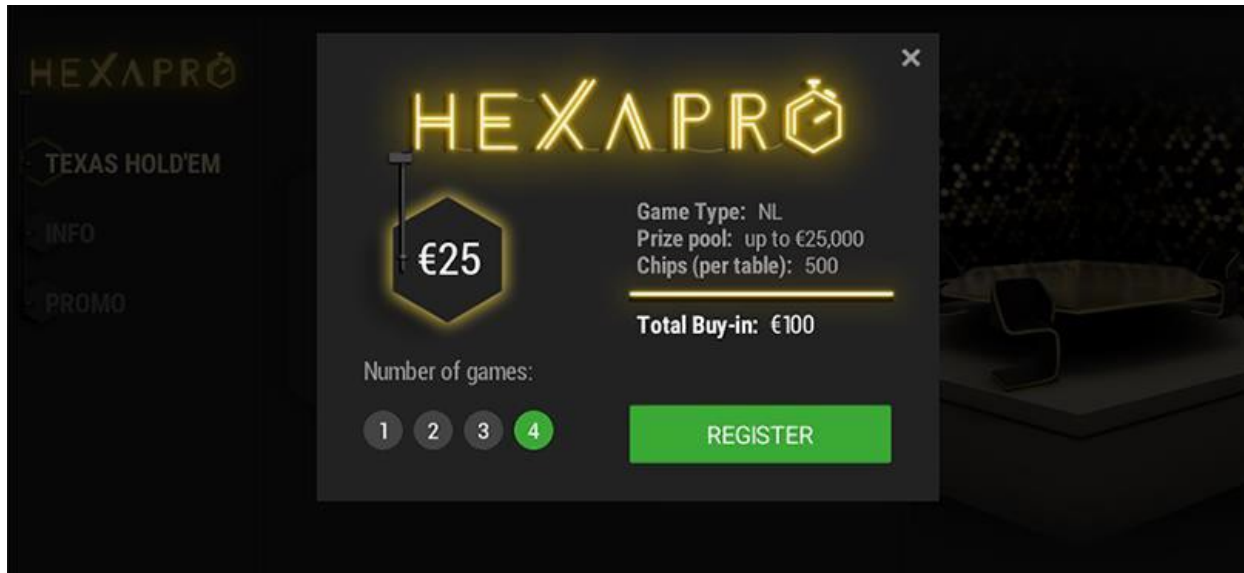 HEXAPRO
TEXAS HOLD'EM
INFO
PROMO
×
HEXAPRO
€25
Game Type: NL
Prize pool: up to €25,000
Chips (per table): 500
Total Buy-in: €100
Number of games:
1 2 3 4
REGISTER